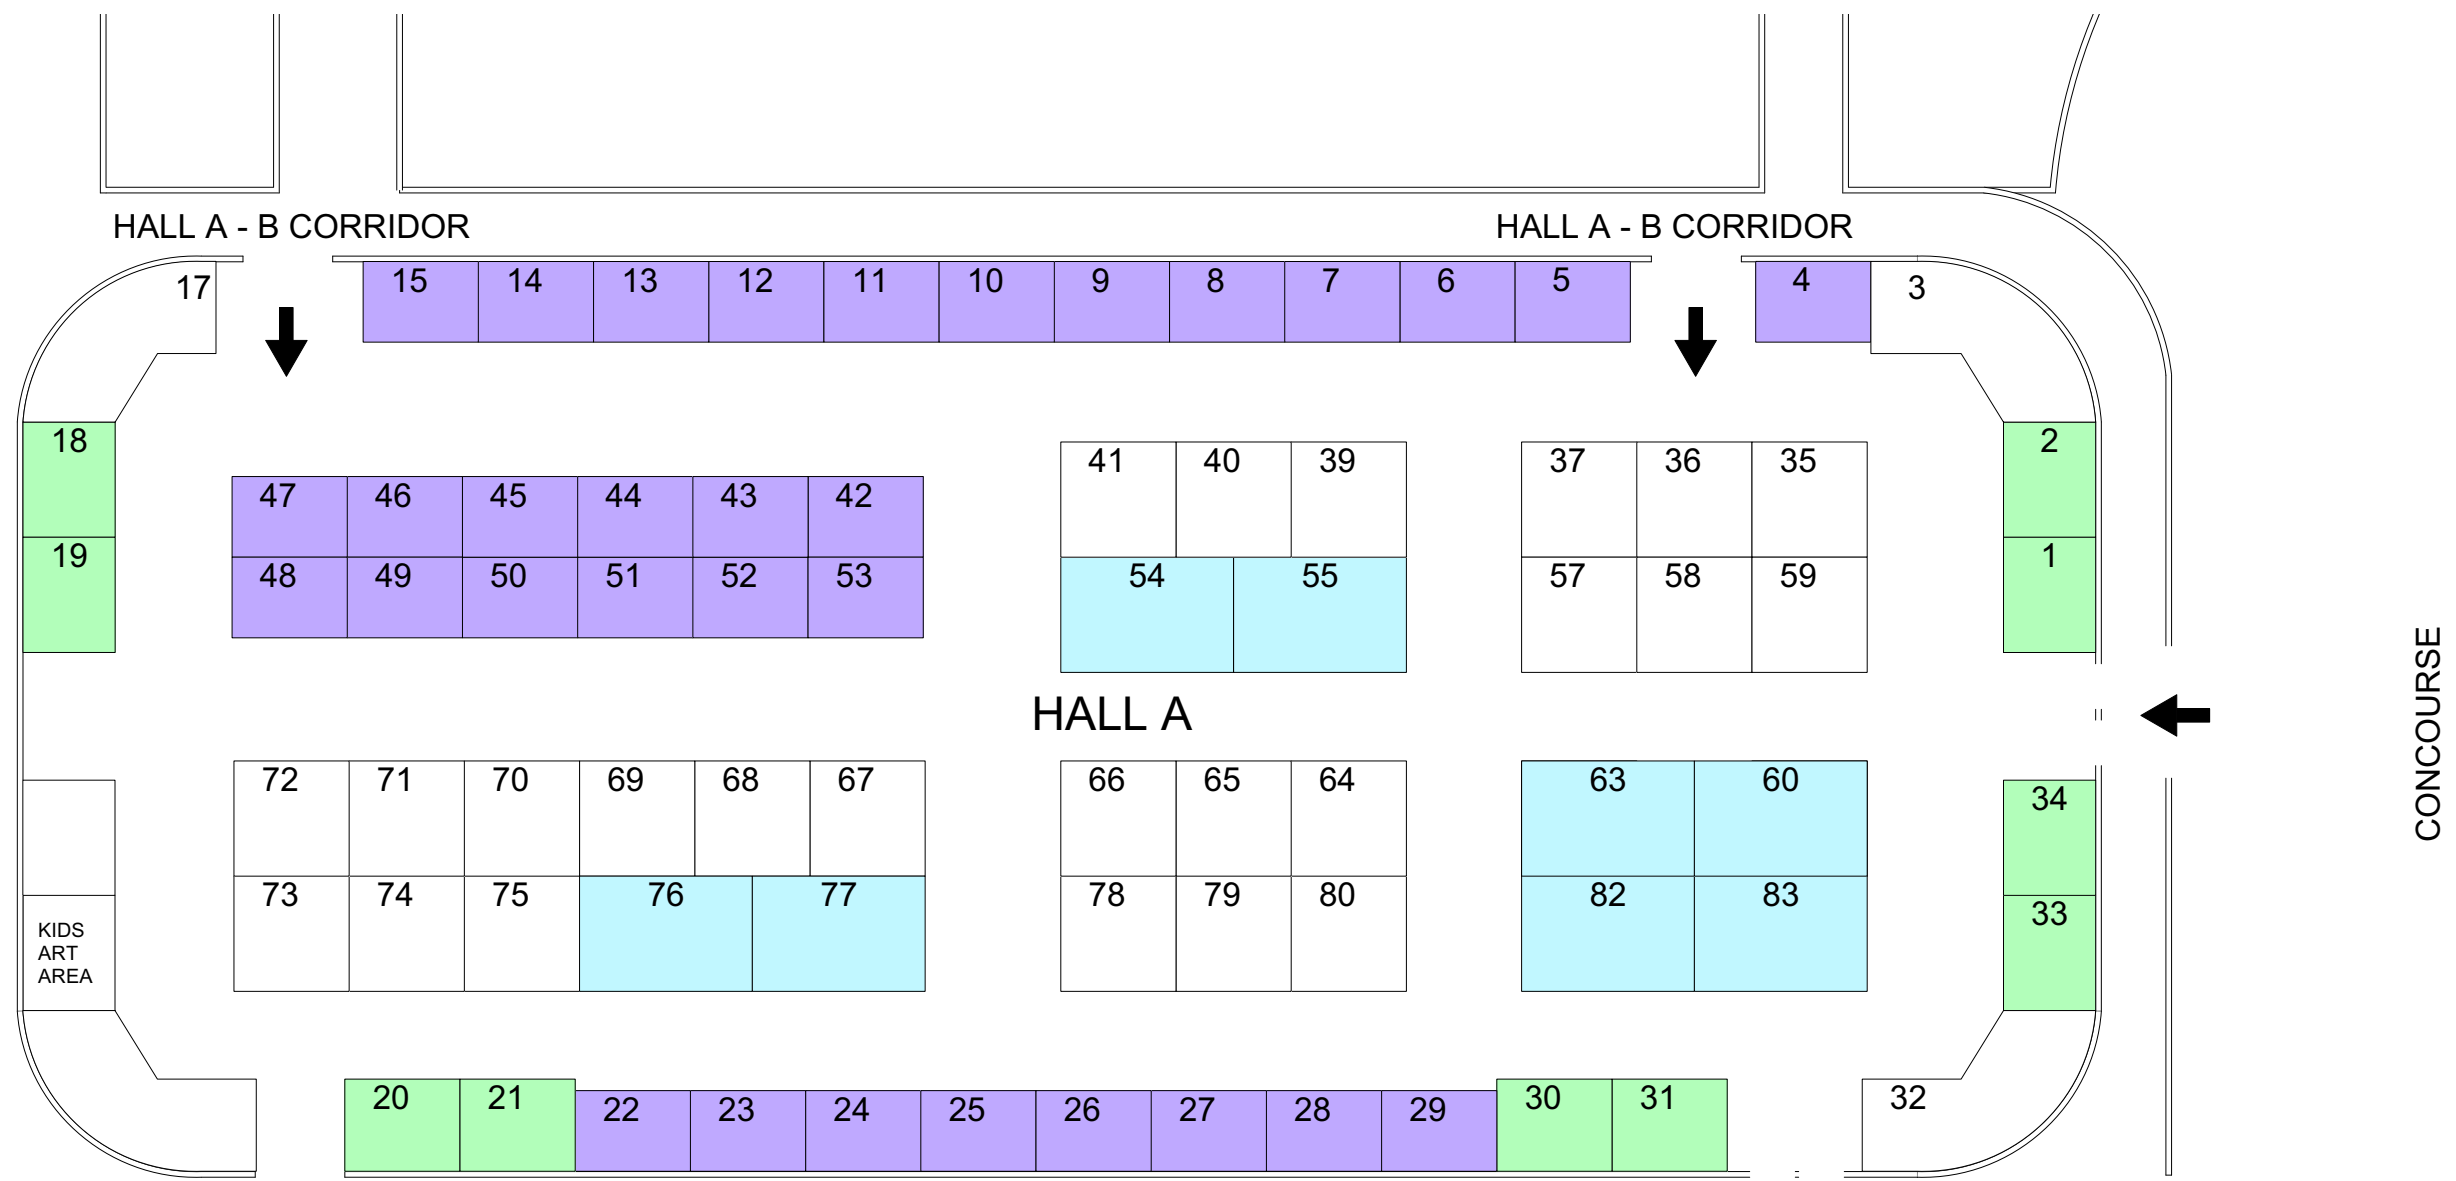 HALL A - B CORRIDOR
HALL A - B CORRIDOR
17
15 14 13 12 11 10 9 8 7 6 5
4
3
18
19
2
1
47 46 45 44 43 42
48 49 50 51 52 53
41 40 39
54 55
37 36 35
57 58 59
HALL A
CONCOURSE
72 71 70 69 68 67
73 74 75 76 77
66 65 64
78 79 80
63 60
82 83
34
33
KIDS
ART
AREA
20 21 22 23 24 25 26 27 28 29 30 31
32